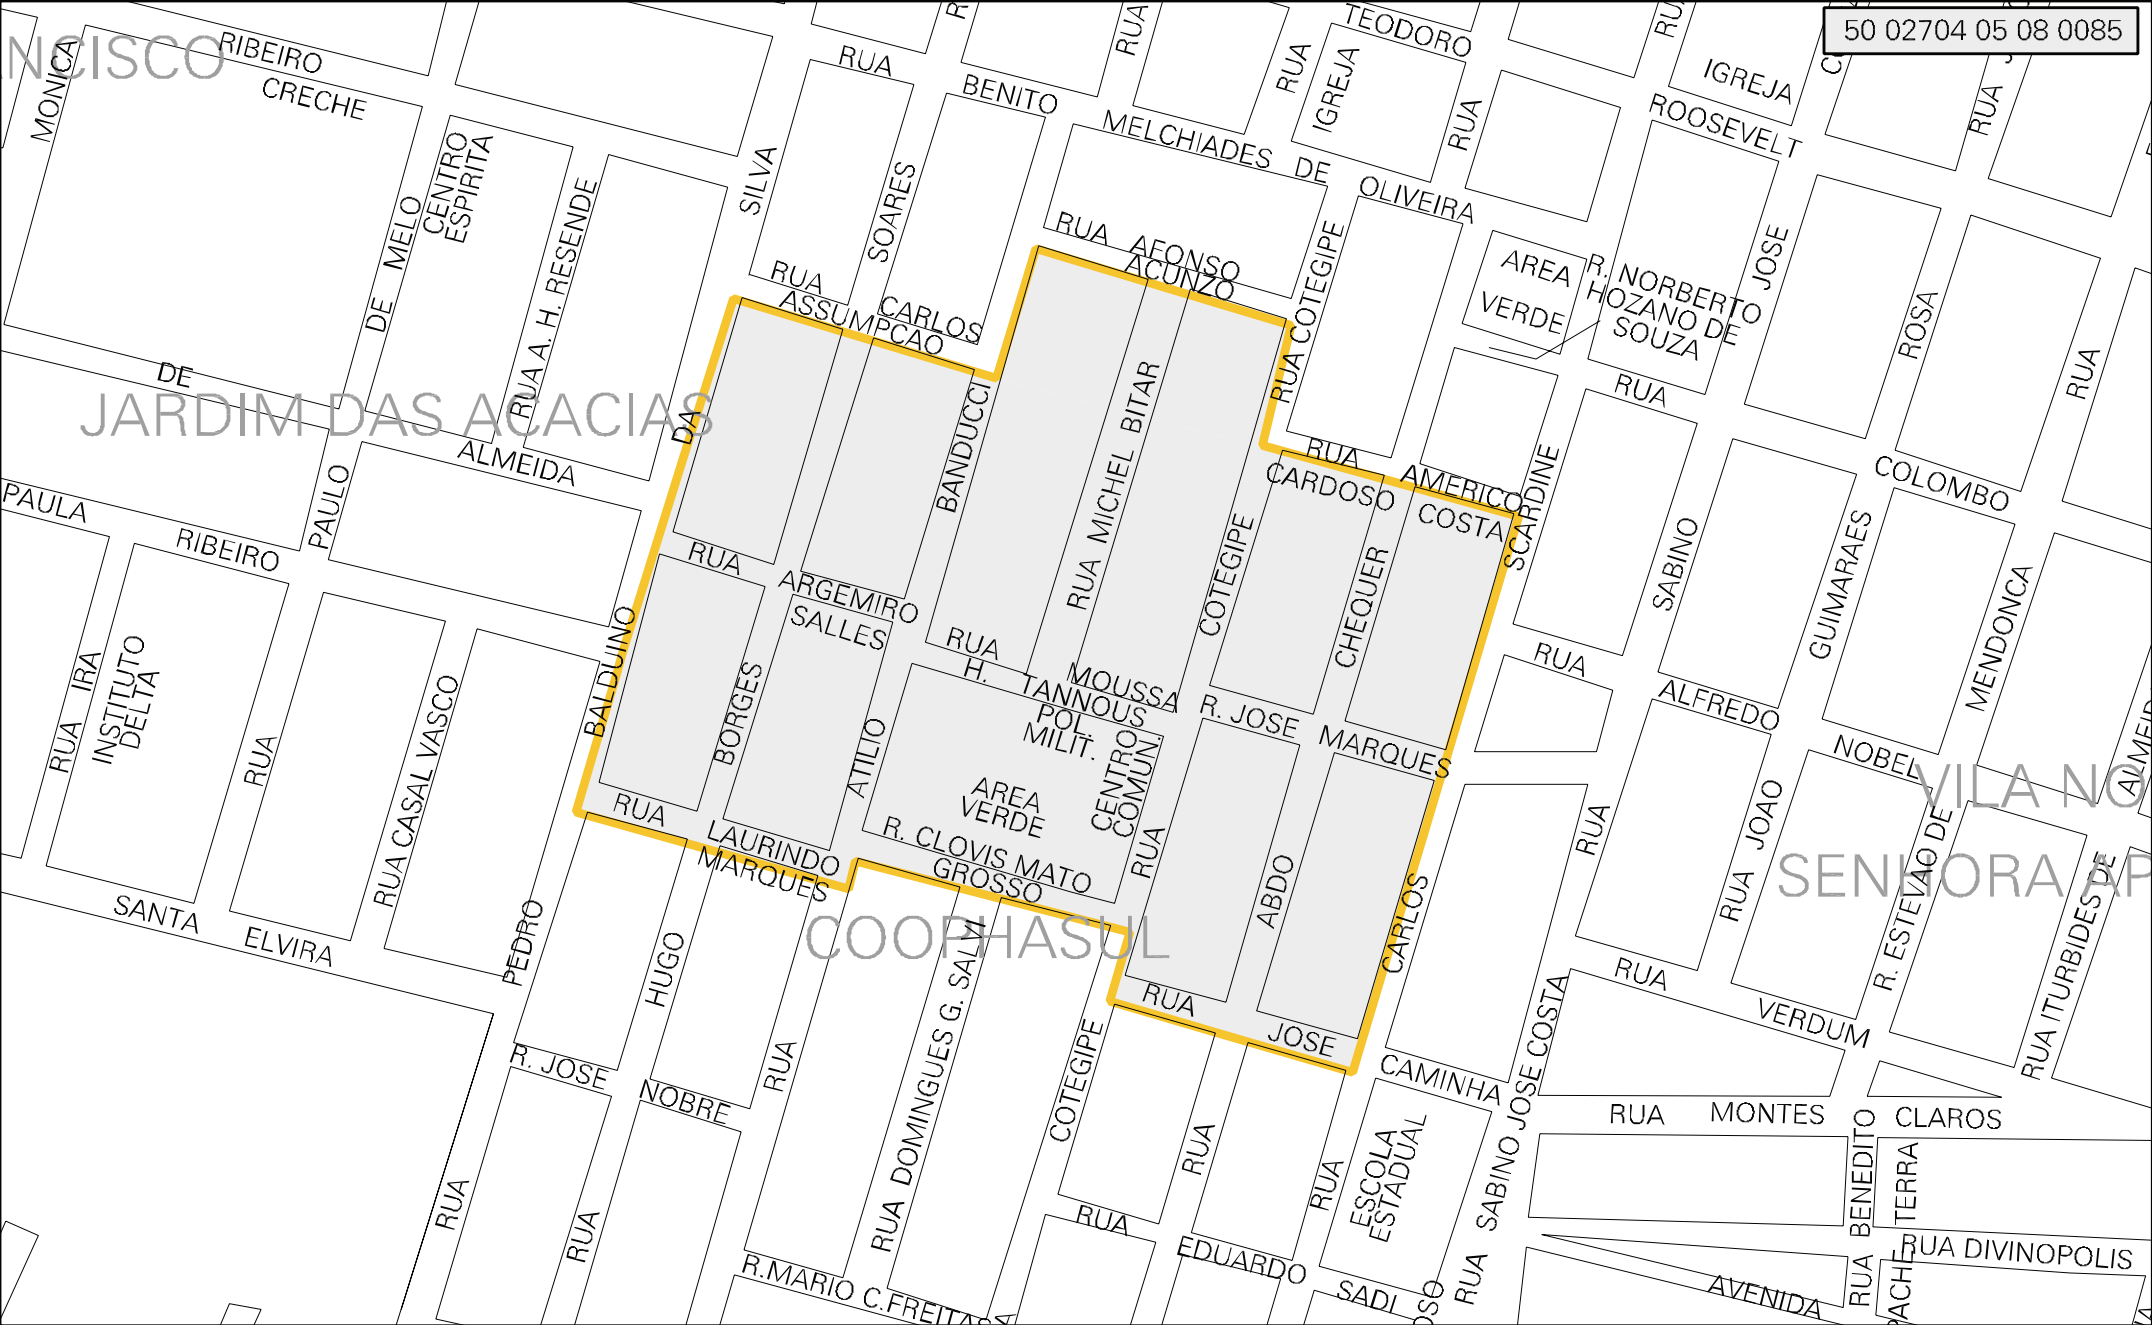 50 02704 05 08 0085
NCISCO
MONICA
RIBEIRO
CRECHE
RUA
BENITO
MELCHIADES DE OLIVEIRA
RUA
RUA
IGREJA
TEODORO
RUA
RUA
IGREJA
ROOSEVELT
RUA
CENTRO
ESPIRITA
DE MELO
RUA A. H. RESENDE
SILVA
SOARES
RUA
ASSUMPCAO
CARLOS
RUA AFONSO
ACUNZO
RUA COTEGIPE
AREA
VERDE
R. NORBERTO
HOZANO DE
SOUZA
JOSE
ROSA
RUA
RUA
DE
JARDIM DAS ACACIAS
DA
ALMEIDA
BANDUCCI
RUA MICHEL BITAR
RUA
CARDOSO
AMERICO
COSTA
SCARDINE
COLOMBO
PAULA
PAULO
RIBEIRO
RUA
ARGEMIRO
SALLES
COTEGIPE
CHEQUER
SABINO
GUIMARAES
MENDONCA
BALDUINO
RUA
H. TANNOUS
MOUSSA
RUA
ALFREDO
NOBEL
RUA IRA
INSTITUTO
DELTA
RUA
RUA CASAL VASCO
BORGES
ATILIO
POL.
MILIT.
CENTRO
COMUN.
AREA
VERDE
R. JOSE
MARQUES
VILA NO
ALMEID
RUA
LAURINDO
MARQUES
R. CLOVIS MATO
GROSSO
RUA
ABDO
CARLOS
RUA
RUA JOAO
R. ESTEVAO DE
RUA ITURBIDES DE
SENHORA AP
COOPHASUL
SANTA
ELVIRA
PEDRO
HUGO
RUA DOMINGUES G. SALVI
RUA
JOSE
CAMINHA
RUA
VERDUM
R. JOSE
NOBRE
RUA
COTEGIPE
RUA SABINO JOSE COSTA
RUA MONTES CLAROS
RUA
RUA
RUA
RUA
ESCOLA
ESTADUAL
RUA BENEDITO
TERRA
RUA
EDUARDO
SADI
R.MARIO C.FREITAS
OSO
RUA DIVINOPOLIS
PACHE
AVENIDA